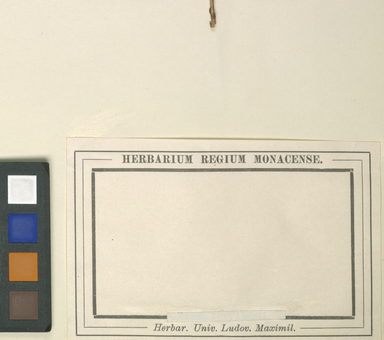 HERBARIUM REGIUM MONACENSE.
Herbar. Univ. Ludov. Maximil.